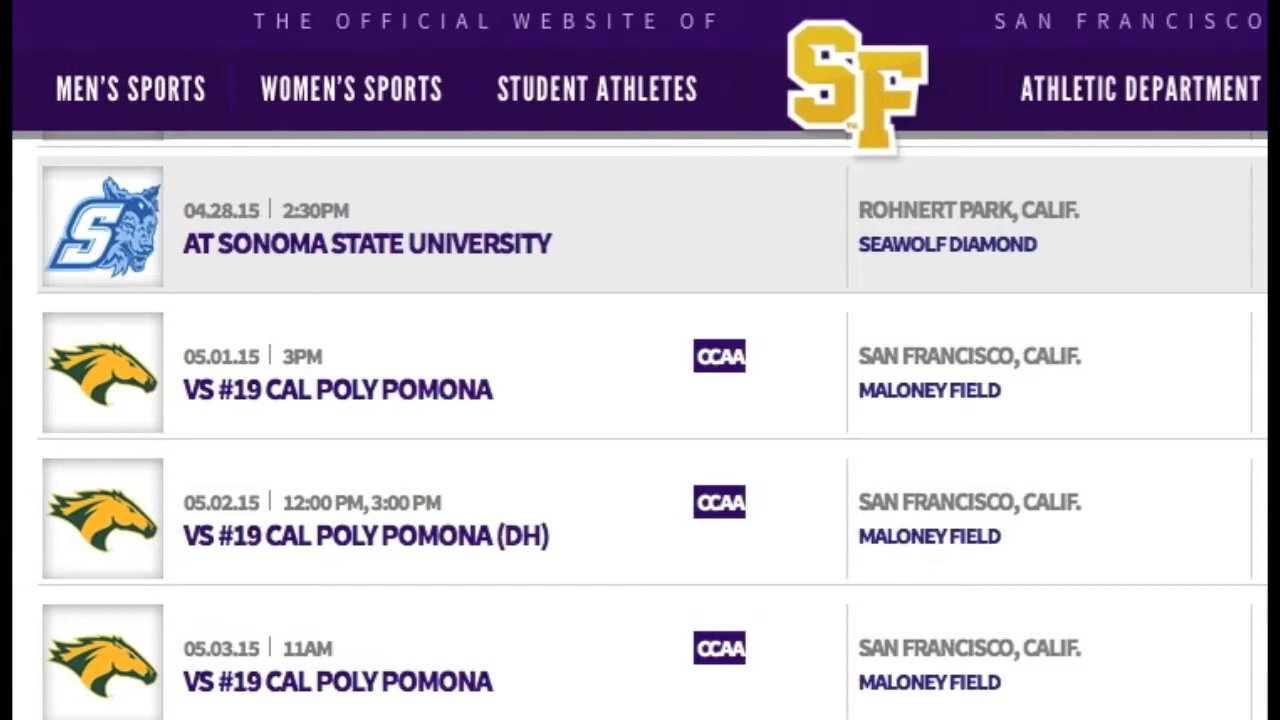 THE OFFICIAL WEBSITE OF
SAN FRANCISCO
MEN'S SPORTS
WOMEN'S SPORTS
STUDENT ATHLETES
SF
TM
ATHLETIC DEPARTMENT
S
04.28.15 | 2:30PM
AT SONOMA STATE UNIVERSITY
ROHNERT PARK, CALIF.
SEAWOLF DIAMOND
05.01.15 | 3PM
VS #19 CAL POLY POMONA
CCAA
SAN FRANCISCO, CALIF.
MALONEY FIELD
05.02.15 | 12:00 PM, 3:00 PM
VS #19 CAL POLY POMONA (DH)
CCAA
SAN FRANCISCO, CALIF.
MALONEY FIELD
05.03.15 | 11AM
VS #19 CAL POLY POMONA
CCAA
SAN FRANCISCO, CALIF.
MALONEY FIELD